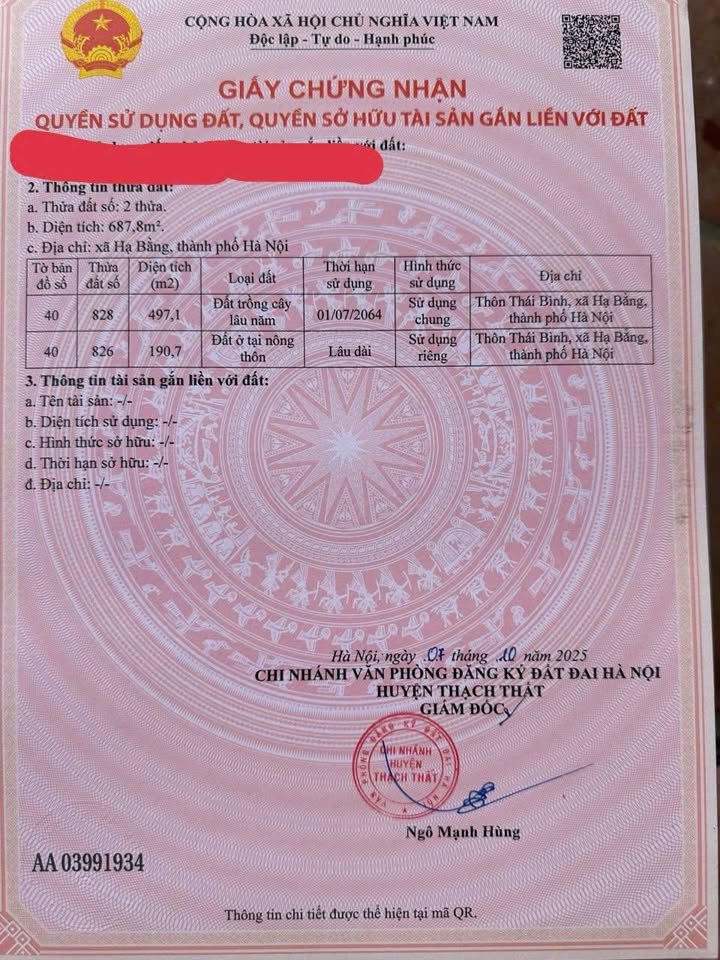 CỘNG HÒA XÃ HỘI CHỦ NGHĨA VIỆT NAM
Độc lập - Tự do - Hạnh phúc
GIẤY CHỨNG NHẬN
QUYỀN SỬ DỤNG ĐẤT, QUYỀN SỞ HỮU TÀI SẢN GẮN LIỀN VỚI ĐẤT
với đất:
2. Thông tin thửa đất:
a. Thửa đất số: 2 thửa.
b. Diện tích: 687,8m².
c. Địa chỉ: xã Hạ Bằng, thành phố Hà Nội
Tờ bản đồ số Thửa đất số Diện tích (m2) Loại đất Thời hạn sử dụng Hình thức sử dụng Địa chỉ
40 828 497,1 Đất trồng cây lâu năm 01/07/2064 Sử dụng chung Thôn Thái Bình, xã Hạ Bằng, thành phố Hà Nội
40 826 190,7 Đất ở tại nông thôn Lâu dài Sử dụng riêng Thôn Thái Bình, xã Hạ Bằng, thành phố Hà Nội
3. Thông tin tài sản gắn liền với đất:
a. Tên tài sản: -/-
b. Diện tích sử dụng: -/-
c. Hình thức sở hữu: -/-
d. Thời hạn sở hữu: -/-
đ. Địa chỉ: -/-
Hà Nội, ngày 07 tháng 10 năm 2025
CHI NHÁNH VĂN PHÒNG ĐĂNG KÝ ĐẤT ĐAI HÀ NỘI
HUYỆN THẠCH THẤT
GIÁM ĐỐC
VĂN PHÒNG ĐĂNG KÝ ĐẤT ĐAI HÀ NỘI
CHI NHÁNH
HUYỆN
THẠCH THẤT
Ngô Mạnh Hùng
AA 03991934
Thông tin chi tiết được thể hiện tại mã QR.